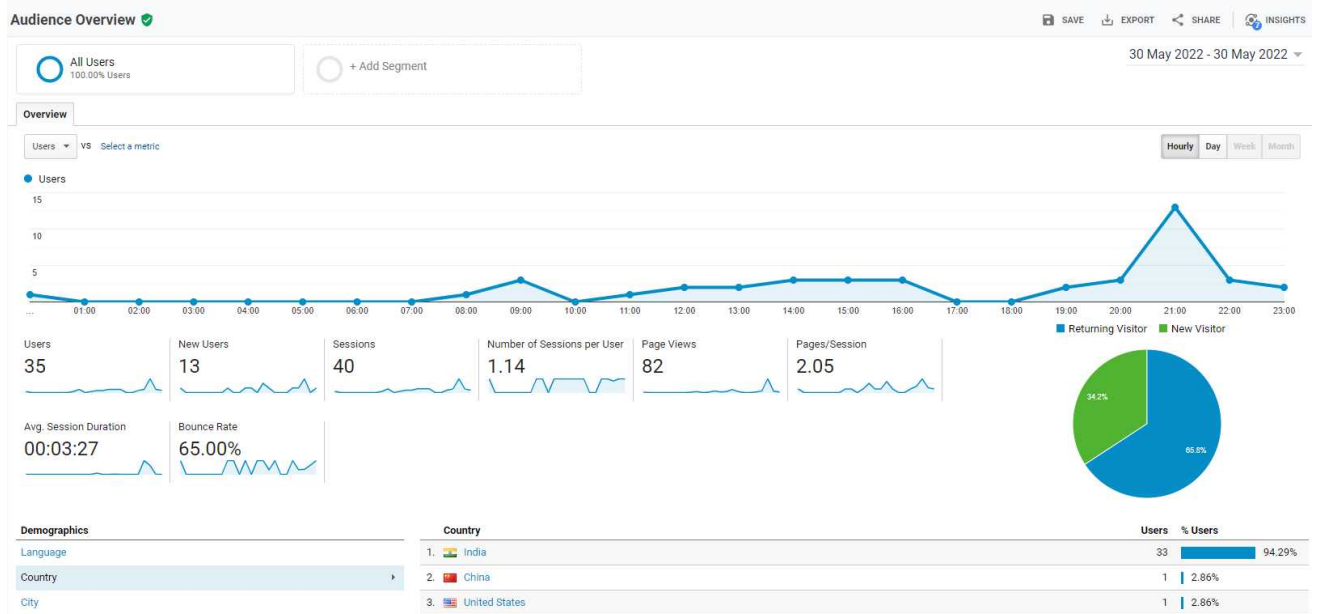 Audience Overview
SAVE EXPORT SHARE INSIGHTS
All Users
100.00% Users
+ Add Segment
30 May 2022 - 30 May 2022
Overview
Users VS Select a metric
Hourly Day Week Month
Users
15
10
5
... 01:00 02:00 03:00 04:00 05:00 06:00 07:00 08:00 09:00 10:00 11:00 12:00 13:00 14:00 15:00 16:00 17:00 18:00 19:00 20:00 21:00 22:00 23:00
Returning Visitor New Visitor
Users
35
New Users
13
Sessions
40
Number of Sessions per User
1.14
Page Views
82
Pages/Session
2.05
Avg. Session Duration
00:03:27
Bounce Rate
65.00%
34.2%
65.8%
Demographics
Language
Country
City
Country Users % Users
1. India 33 94.29%
2. China 1 2.86%
3. United States 1 2.86%